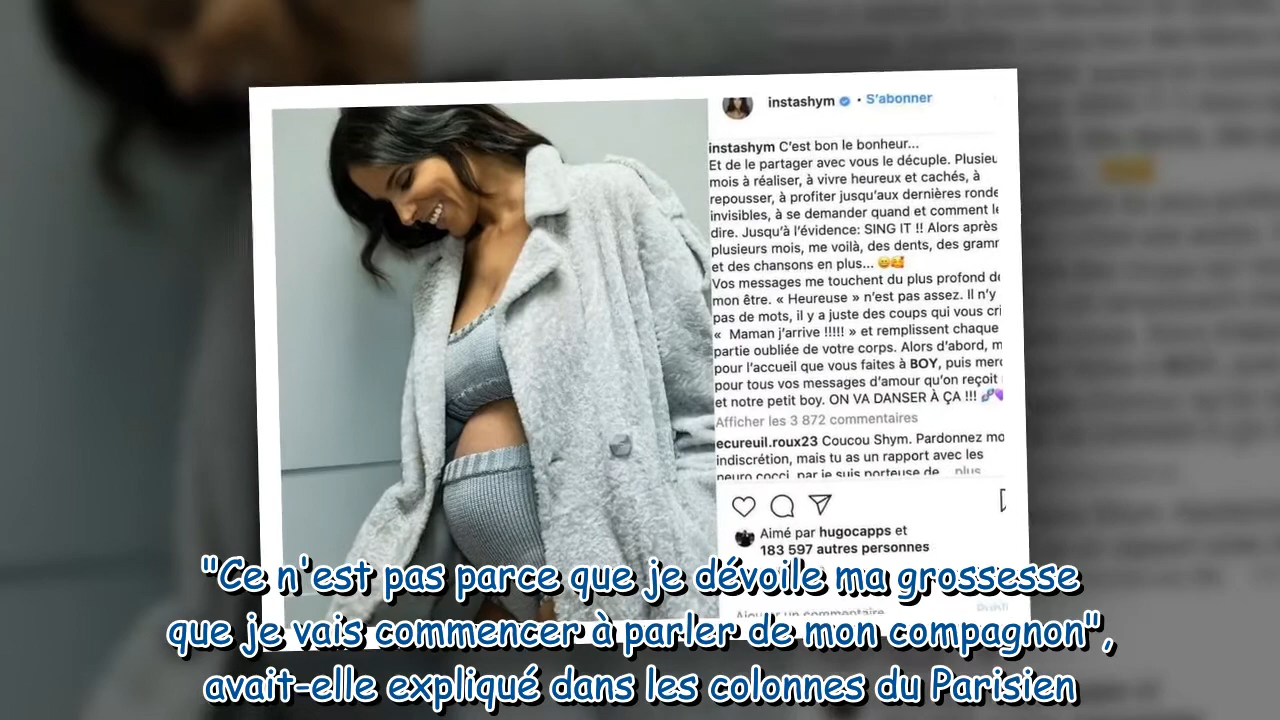 instashym • S'abonner
instashym C'est bon le bonheur...
Et de le partager avec vous le décuple. Plusieu
mois à réaliser, à vivre heureux et cachés, à
repousser, à profiter jusqu'aux dernières ronde
invisibles, à se demander quand et comment le
dire. Jusqu'à l'évidence: SING IT !! Alors après
plusieurs mois, me voilà, des dents, des gramm
et des chansons en plus... 😄🥰
Vos messages me touchent du plus profond de
mon être. « Heureuse » n'est pas assez. Il n'y
pas de mots, il y a juste des coups qui vous cri
« Maman j'arrive !!!!! » et remplissent chaque
partie oubliée de votre corps. Alors d'abord, m
pour l'accueil que vous faites à BOY, puis merc
pour tous vos messages d'amour qu'on reçoit
et notre petit boy. ON VA DANSER À ÇA !!! 🧬💜
Afficher les 3 872 commentaires
ecureuil.roux23 Coucou Shym. Pardonnez mo
indiscrétion, mais tu as un rapport avec les
neuro cocci, par je suis porteuse de... plus
Aimé par hugocapps et
183 597 autres personnes
Ajouter un commentaire
"Ce n'est pas parce que je dévoile ma grossesse
que je vais commencer à parler de mon compagnon",
avait-elle expliqué dans les colonnes du Parisien